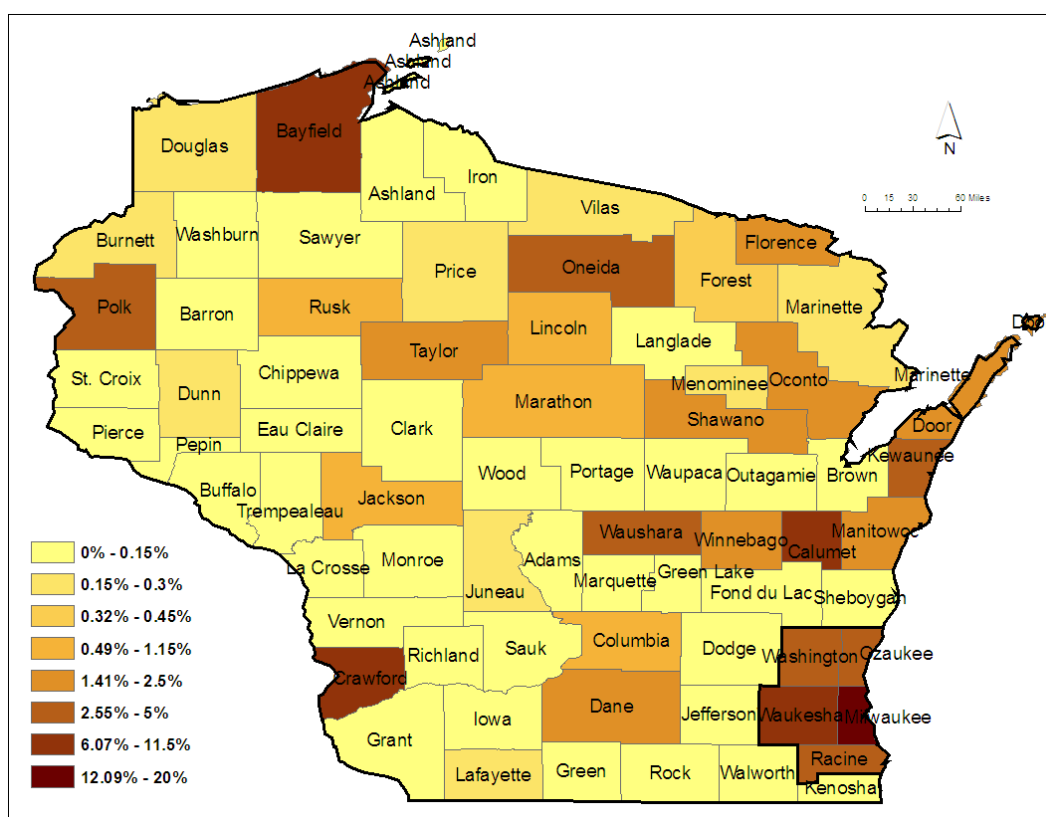 Ashland
Ashland
Ashland
Bayfield
Douglas
N
Iron
Ashland
0 15 30 60 Miles
Vilas
Washburn
Sawyer
Burnett
Florence
Oneida
Price
Forest
Polk
Rusk
Marinette
Barron
Lincoln
Langlade
Taylor
Chippewa
Marinette
St. Croix
Menominee
Oconto
Dunn
Marathon
Shawano
Door
Clark
Eau Claire
Pierce
Pepin
Kewaunee
Wood
Portage
Waupaca
Outagamie
Brown
Buffalo
Jackson
Trempealeau
Waushara
Winnebago
Manitowoc
Calumet
0% - 0.15%
Monroe
Adams
La Crosse
Green Lake
Marquette
0.15% - 0.3%
Juneau
Fond du Lac
Sheboygan
0.32% - 0.45%
Vernon
Columbia
0.49% - 1.15%
Richland
Sauk
Dodge
Washington
Ozaukee
Crawford
1.41% - 2.5%
Dane
2.55% - 5%
Iowa
Jefferson
Waukesha
Milwaukee
Grant
6.07% - 11.5%
Racine
12.09% - 20%
Lafayette
Green
Rock
Walworth
Kenosha